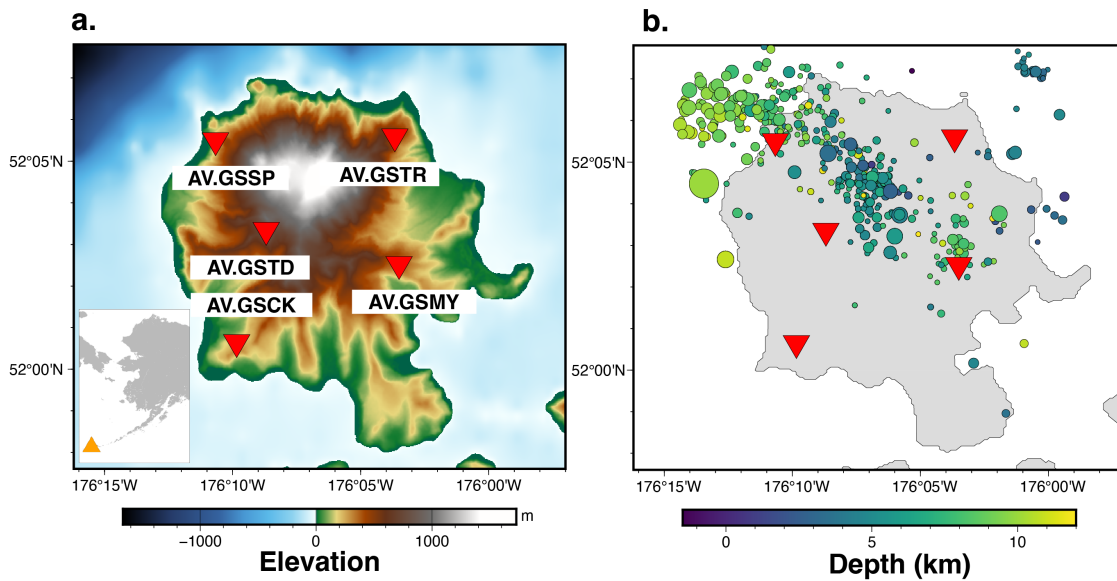 a.
52°05'N
52°00'N
AV.GSSP
AV.GSTR
AV.GSTD
AV.GSCK
AV.GSMY
176°15'W
176°10'W
176°05'W
176°00'W
−1000
0
1000
m
Elevation
b.
52°05'N
52°00'N
176°15'W
176°10'W
176°05'W
176°00'W
0
5
10
Depth (km)